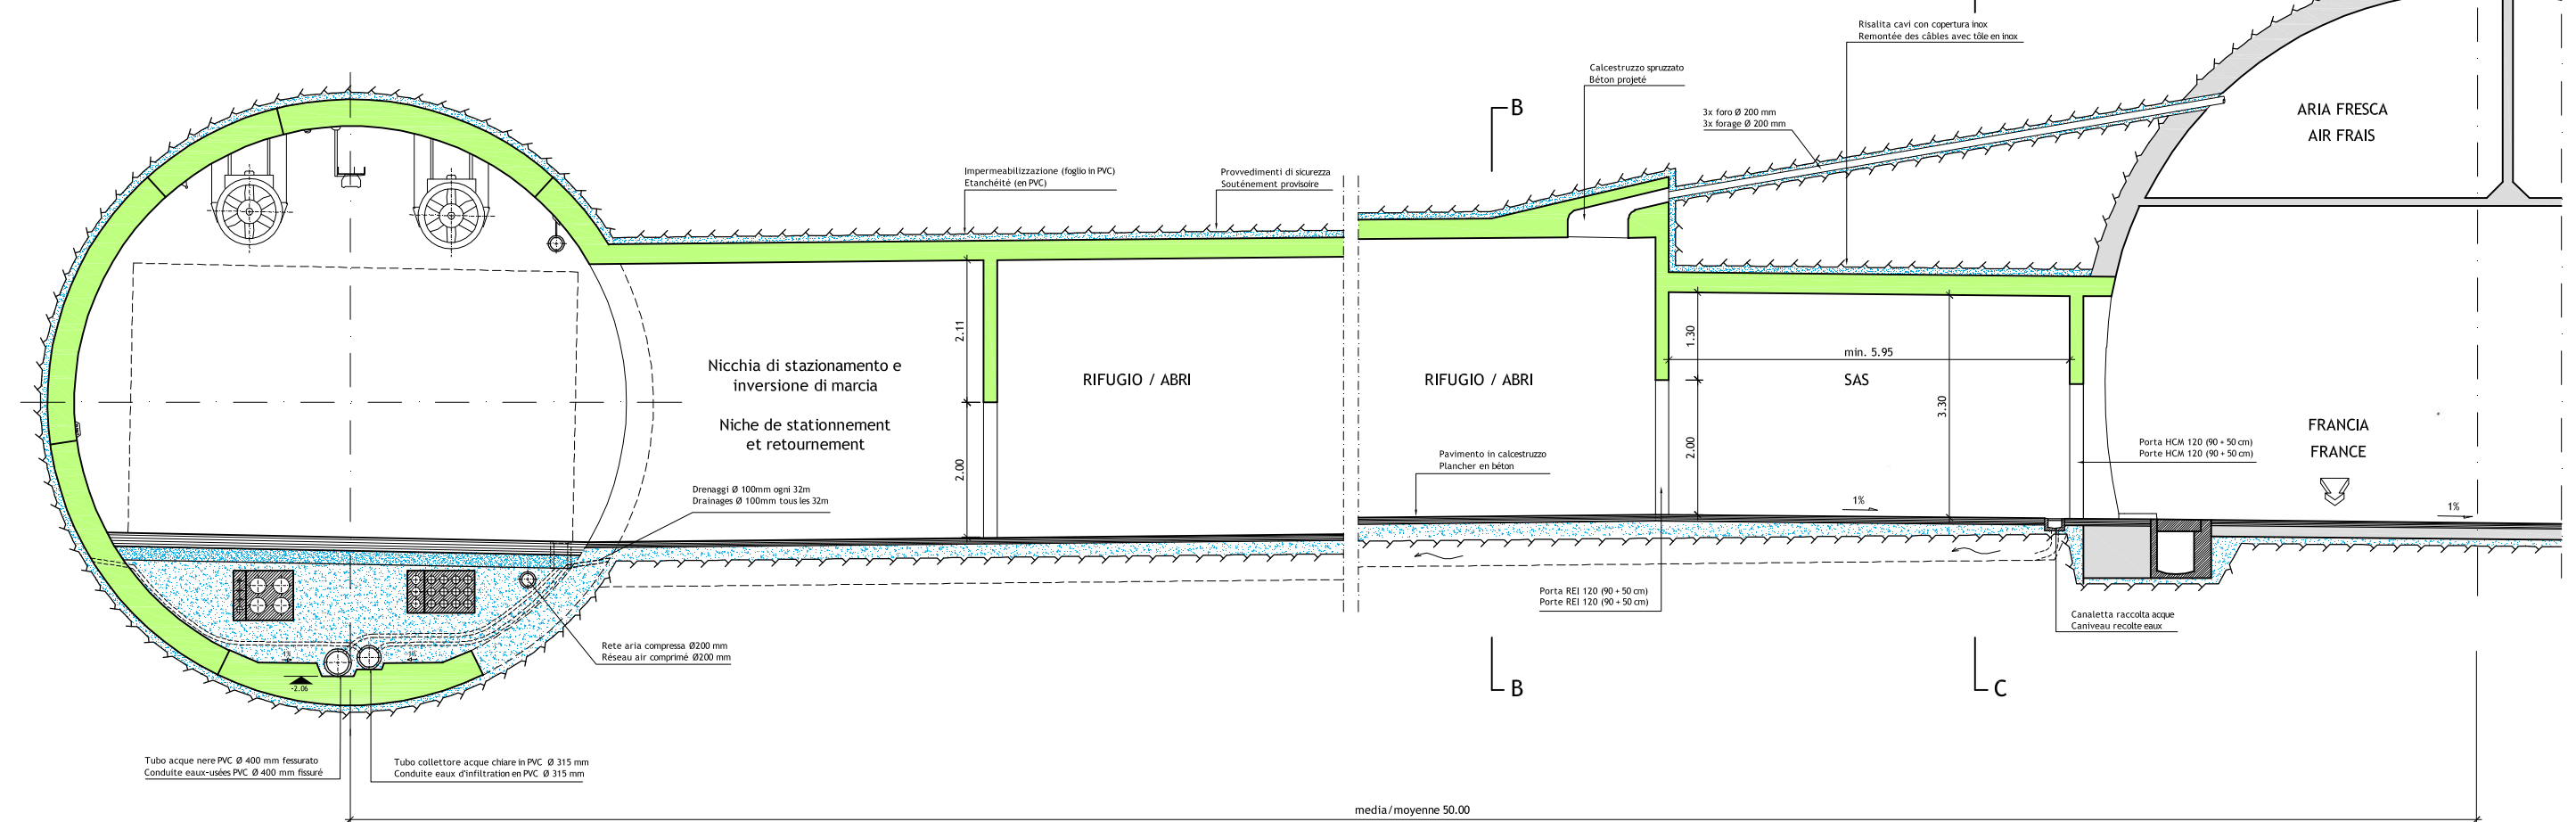 Risalita cavi con copertura inox
Remontée des câbles avec tôle en inox
Calcestruzzo spruzzato
Béton projeté
B
3x foro Ø 200 mm
3x forage Ø 200 mm
ARIA FRESCA
AIR FRAIS
Impermeabilizzazione (foglio in PVC)
Etanchéité (en PVC)
Provvedimenti di sicurezza
Souténement provisoire
2.11
1.30
min. 5.95
Nicchia di stazionamento e
inversione di marcia
Niche de stationnement
et retournement
RIFUGIO / ABRI
RIFUGIO / ABRI
SAS
3.30
FRANCIA
FRANCE
Porta HCM 120 (90 + 50 cm)
Porte HCM 120 (90 + 50 cm)
2.00
2.00
Pavimento in calcestruzzo
Plancher en béton
Drenaggi Ø 100mm ogni 32m
Drainages Ø 100mm tous les 32m
1%
1%
Porta REI 120 (90 + 50 cm)
Porte REI 120 (90 + 50 cm)
Canaletta raccolta acque
Caniveau recolte eaux
Rete aria compressa Ø200 mm
Réseau air comprimé Ø200 mm
1%
-2.06
B
C
Tubo acque nere PVC Ø 400 mm fessurato
Conduite eaux-usées PVC Ø 400 mm fissuré
Tubo collettore acque chiare in PVC Ø 315 mm
Conduite eaux d'infiltration en PVC Ø 315 mm
media/moyenne 50.00